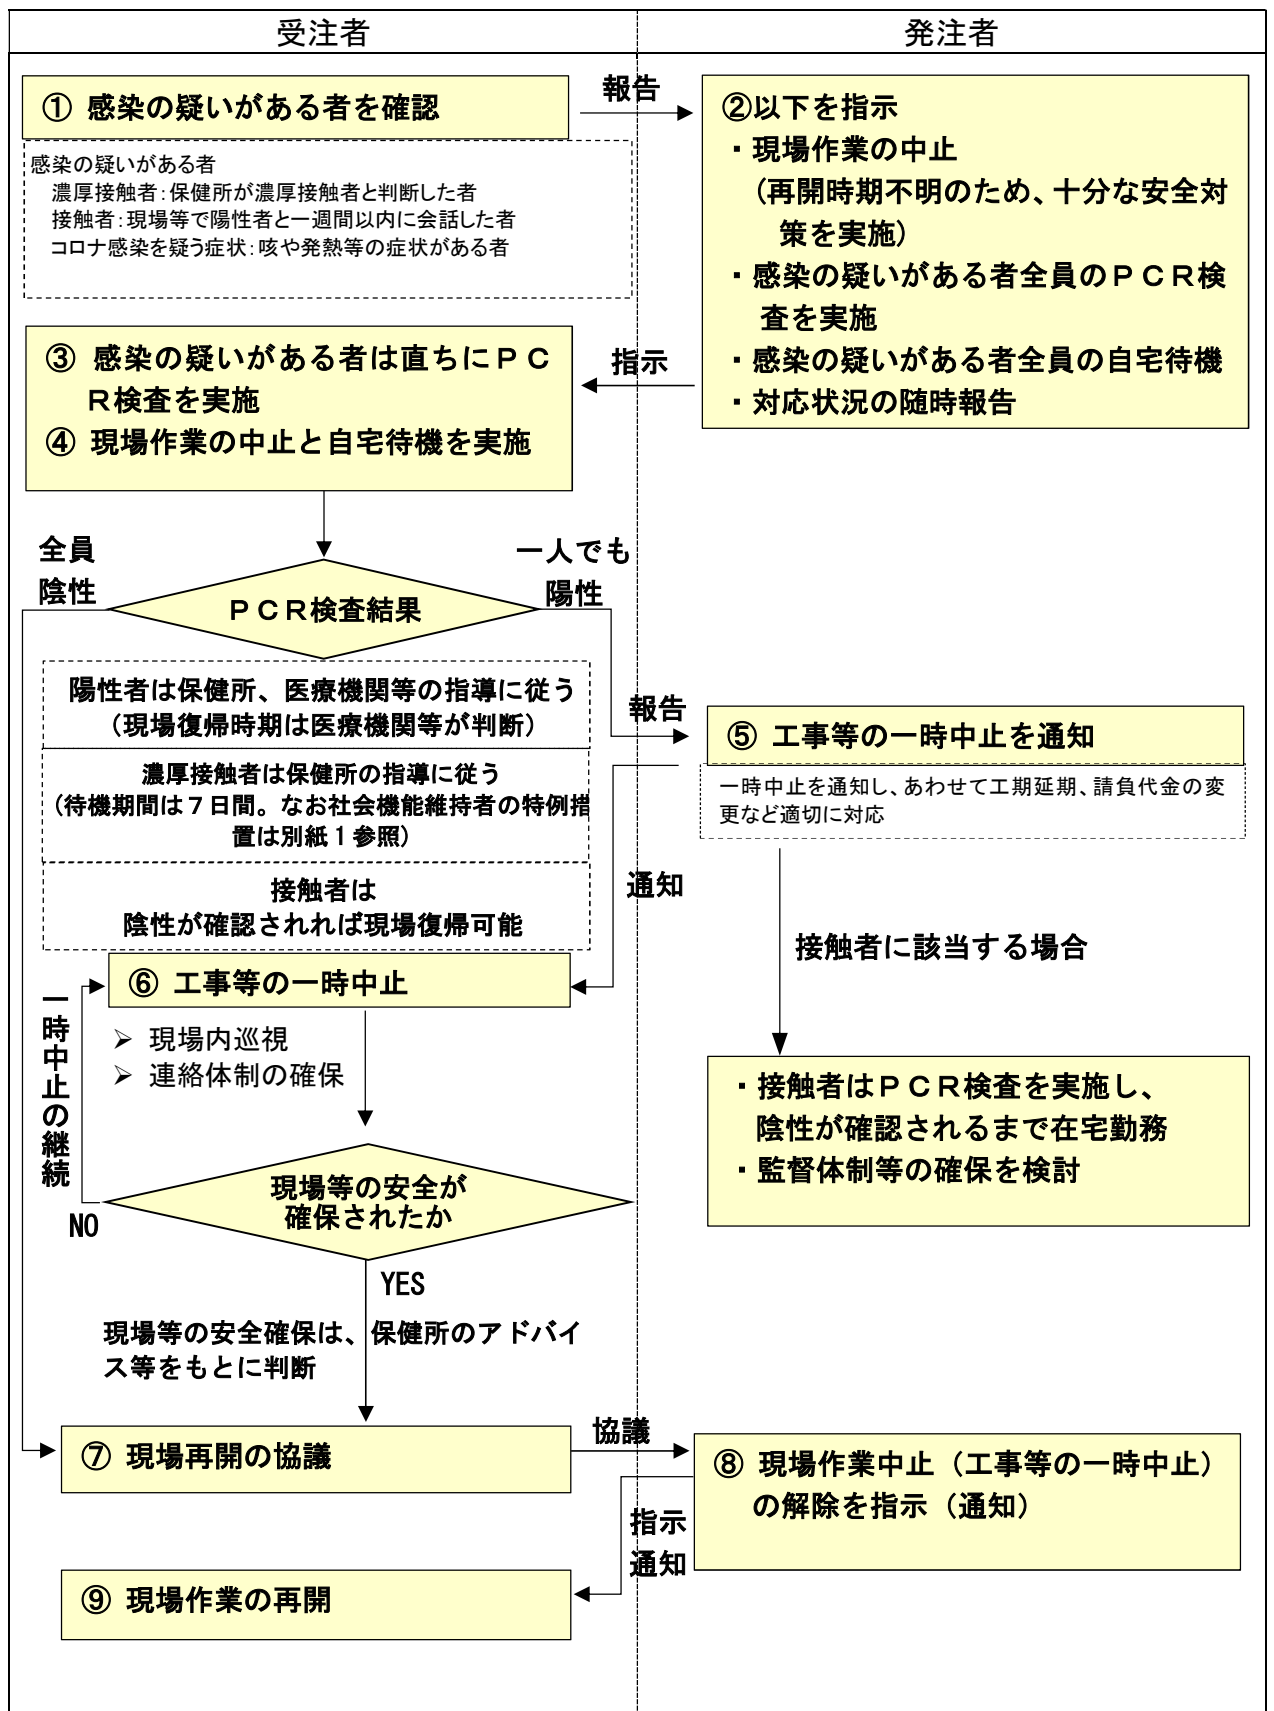 受注者
発注者
① 感染の疑いがある者を確認
報告
②以下を指示
・現場作業の中止
(再開時期不明のため、十分な安全対
策を実施)
・感染の疑いがある者全員のＰＣＲ検
査を実施
・感染の疑いがある者全員の自宅待機
・対応状況の随時報告
感染の疑いがある者
濃厚接触者：保健所が濃厚接触者と判断した者
接触者：現場等で陽性者と一週間以内に会話した者
コロナ感染を疑う症状：咳や発熱等の症状がある者
指示
③ 感染の疑いがある者は直ちにＰＣ
Ｒ検査を実施
④ 現場作業の中止と自宅待機を実施
全員
陰性
一人でも
陽性
ＰＣＲ検査結果
陽性者は保健所、医療機関等の指導に従う
（現場復帰時期は医療機関等が判断）
濃厚接触者は保健所の指導に従う
（待機期間は７日間。なお社会機能維持者の特例措
置は別紙１参照）
接触者は
陰性が確認されれば現場復帰可能
報告
⑤ 工事等の一時中止を通知
一時中止を通知し、あわせて工期延期、請負代金の変
更など適切に対応
通知
接触者に該当する場合
⑥ 工事等の一時中止
➢ 現場内巡視
➢ 連絡体制の確保
一時中止の継続
・接触者はＰＣＲ検査を実施し、
陰性が確認されるまで在宅勤務
・監督体制等の確保を検討
現場等の安全が
確保されたか
NO
YES
現場等の安全確保は、保健所のアドバイ
ス等をもとに判断
⑦ 現場再開の協議
協議
⑧ 現場作業中止（工事等の一時中止）
の解除を指示（通知）
指示
通知
⑨ 現場作業の再開